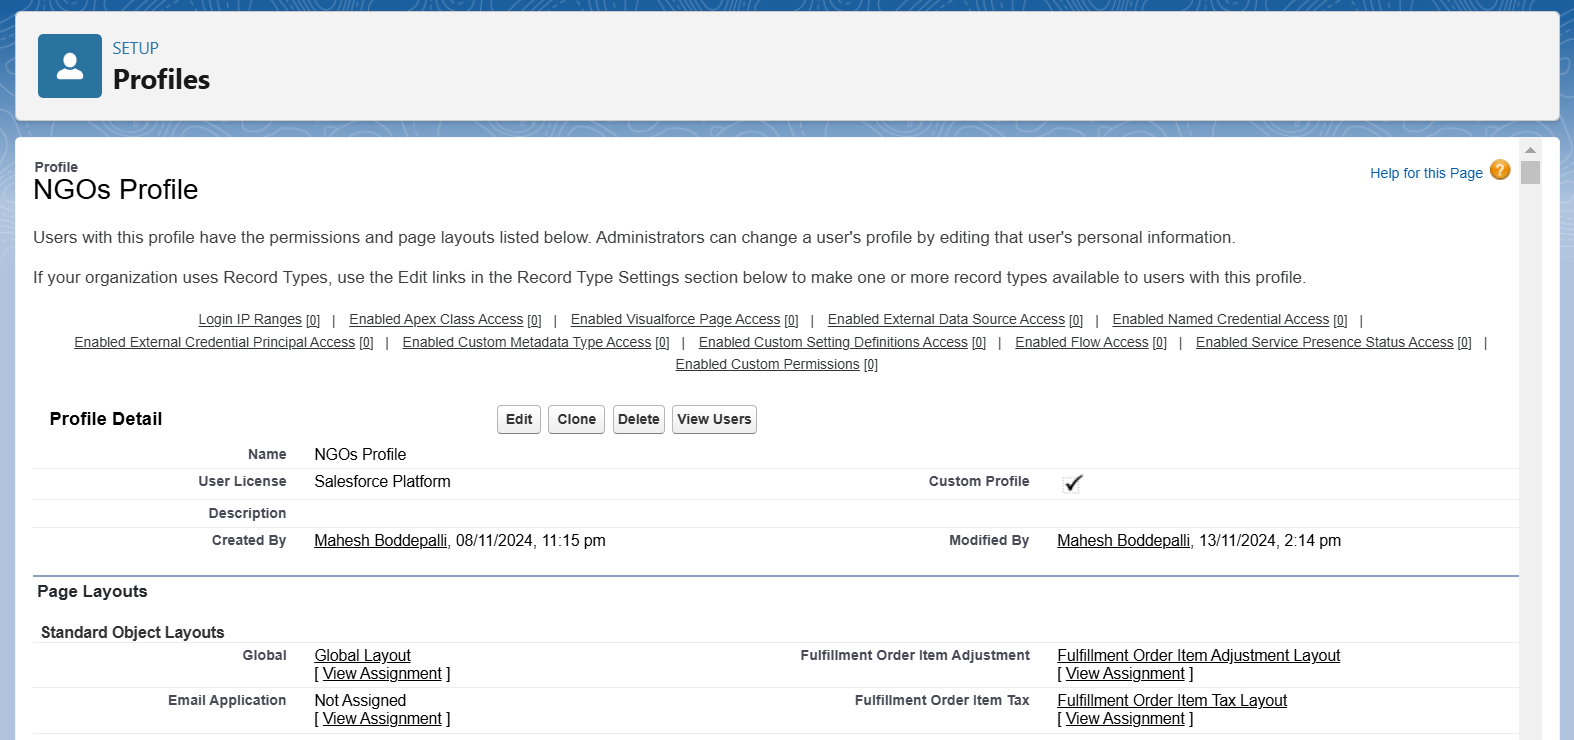 SETUP
Profiles
Profile
NGOs Profile
Help for this Page ?
Users with this profile have the permissions and page layouts listed below. Administrators can change a user's profile by editing that user's personal information.
If your organization uses Record Types, use the Edit links in the Record Type Settings section below to make one or more record types available to users with this profile.
Login IP Ranges [0] | Enabled Apex Class Access [0] | Enabled Visualforce Page Access [0] | Enabled External Data Source Access [0] | Enabled Named Credential Access [0] |
Enabled External Credential Principal Access [0] | Enabled Custom Metadata Type Access [0] | Enabled Custom Setting Definitions Access [0] | Enabled Flow Access [0] | Enabled Service Presence Status Access [0] |
Enabled Custom Permissions [0]
Profile Detail Edit Clone Delete View Users
Name NGOs Profile
User License Salesforce Platform Custom Profile
Description
Created By Mahesh Boddepalli, 08/11/2024, 11:15 pm Modified By Mahesh Boddepalli, 13/11/2024, 2:14 pm
Page Layouts
Standard Object Layouts
Global Global Layout Fulfillment Order Item Adjustment Fulfillment Order Item Adjustment Layout
[ View Assignment ] [ View Assignment ]
Email Application Not Assigned Fulfillment Order Item Tax Fulfillment Order Item Tax Layout
[ View Assignment ] [ View Assignment ]